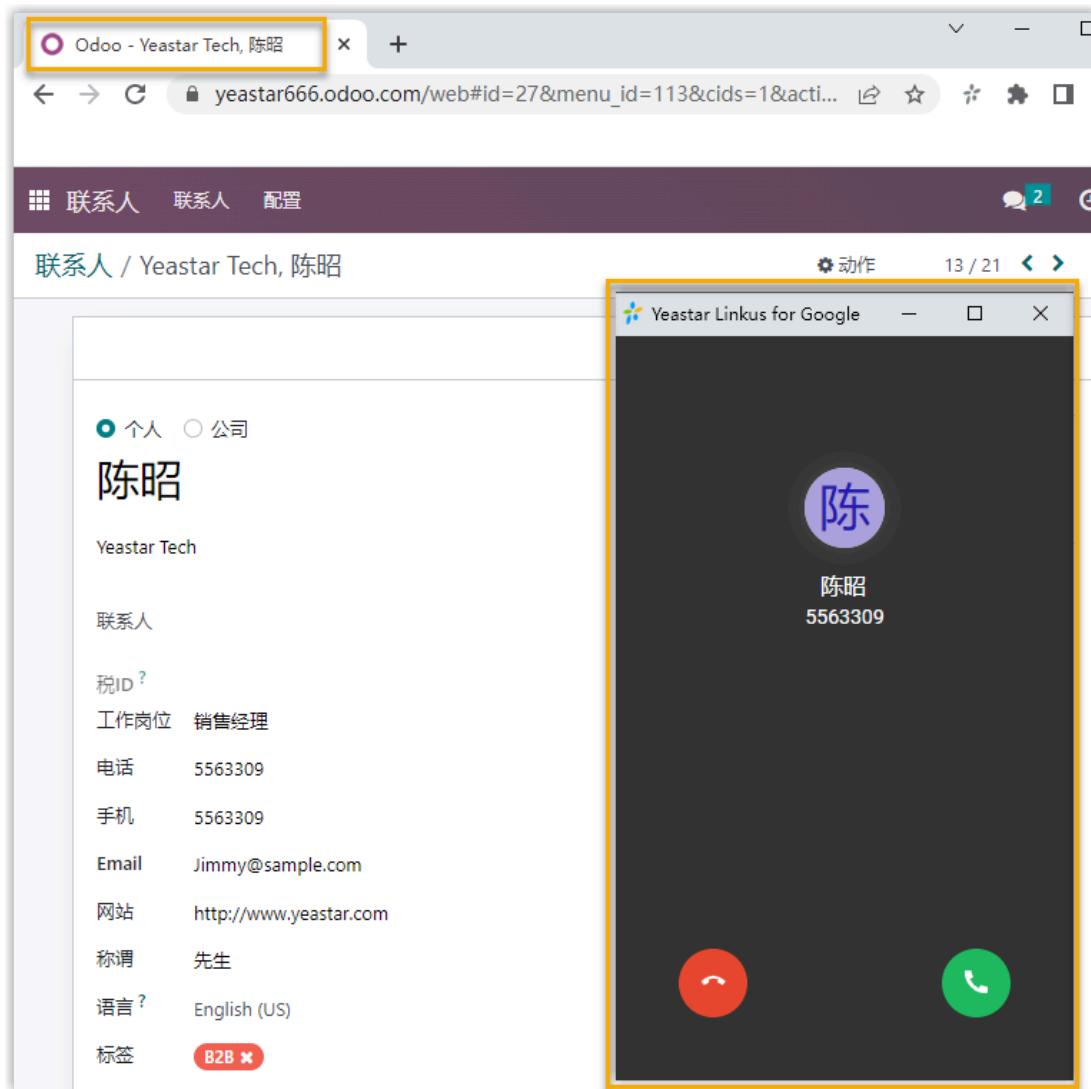 Odoo - Yeastar Tech, 陈昭
yeastar666.odoo.com/web#id=27&menu_id=113&cids=1&acti...
联系人 联系人 配置 2
联系人 / Yeastar Tech, 陈昭 动作 13 / 21
Yeastar Linkus for Google
个人 公司
陈昭
Yeastar Tech
联系人
税ID ?
工作岗位 销售经理
电话 5563309
手机 5563309
Email Jimmy@sample.com
网站 http://www.yeastar.com
称谓 先生
语言 ? English (US)
标签 B2B
陈
陈昭
5563309